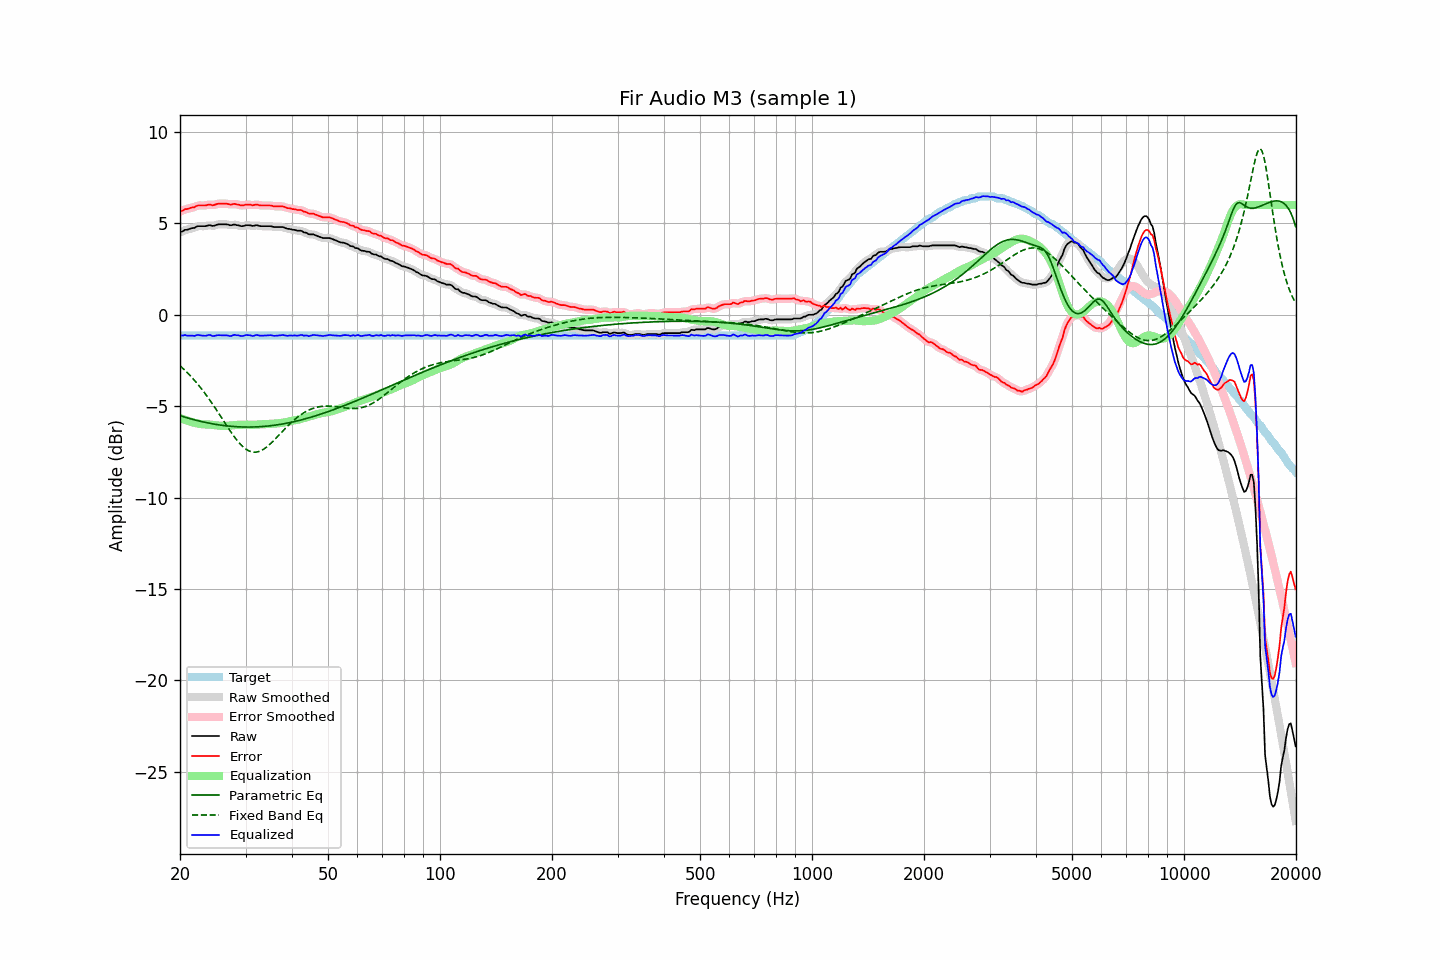 Fir Audio M3 (sample 1)
10
5
0
−5
−10
−15
−20
−25
Amplitude (dBr)
Target
Raw Smoothed
Error Smoothed
Raw
Error
Equalization
Parametric Eq
Fixed Band Eq
Equalized
20 50 100 200 500 1000 2000 5000 10000 20000
Frequency (Hz)